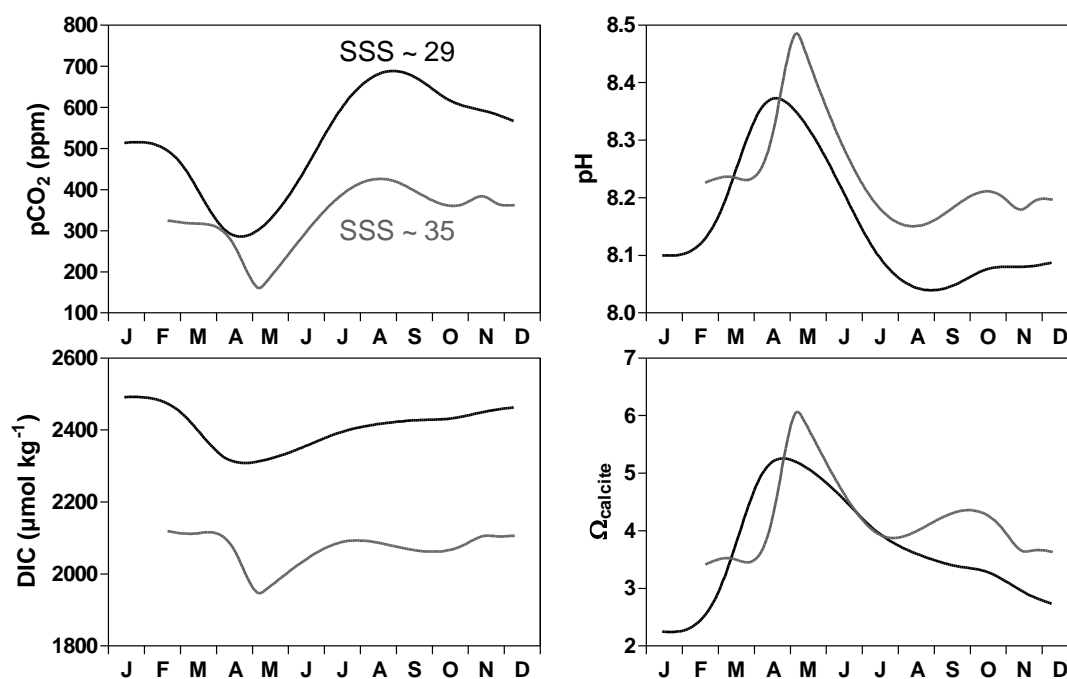 800
700
600
500
400
300
200
100
pCO2 (ppm)
SSS ~ 29
SSS ~ 35
J F M A M J J A S O N D
8.5
8.4
8.3
8.2
8.1
8.0
pH
J F M A M J J A S O N D
2600
2400
2200
2000
1800
DIC (µmol kg-1)
J F M A M J J A S O N D
7
6
5
4
3
2
Ωcalcite
J F M A M J J A S O N D